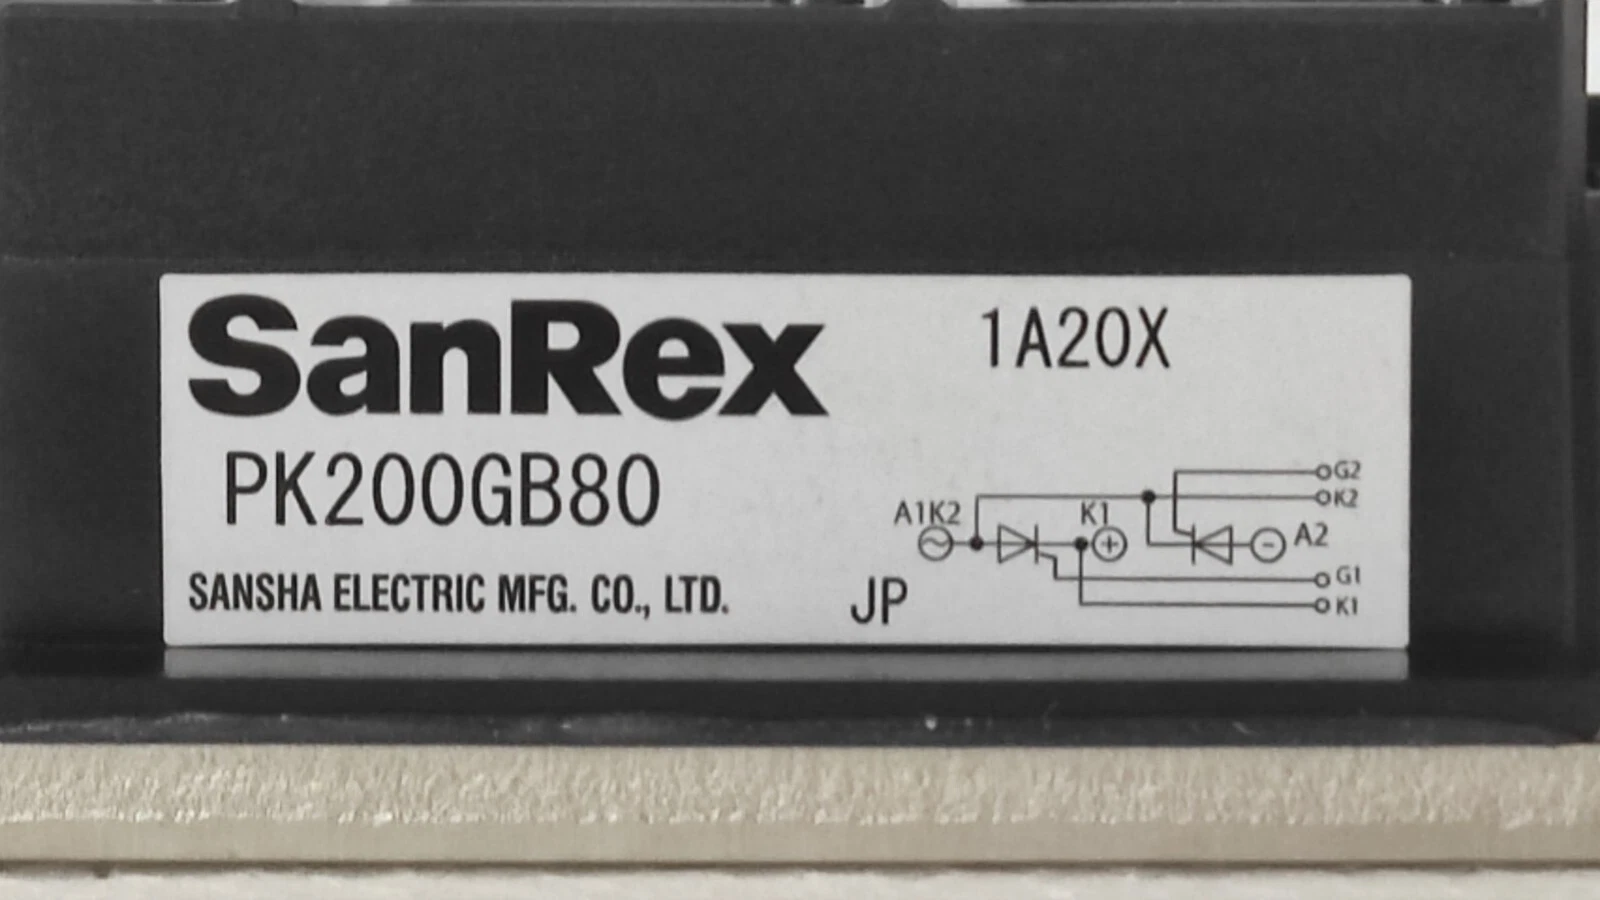 SanRex
1A20X
PK200GB80
SANSHA ELECTRIC MFG. CO., LTD.
JP
G2
K2
A1K2
K1
A2
G1
K1